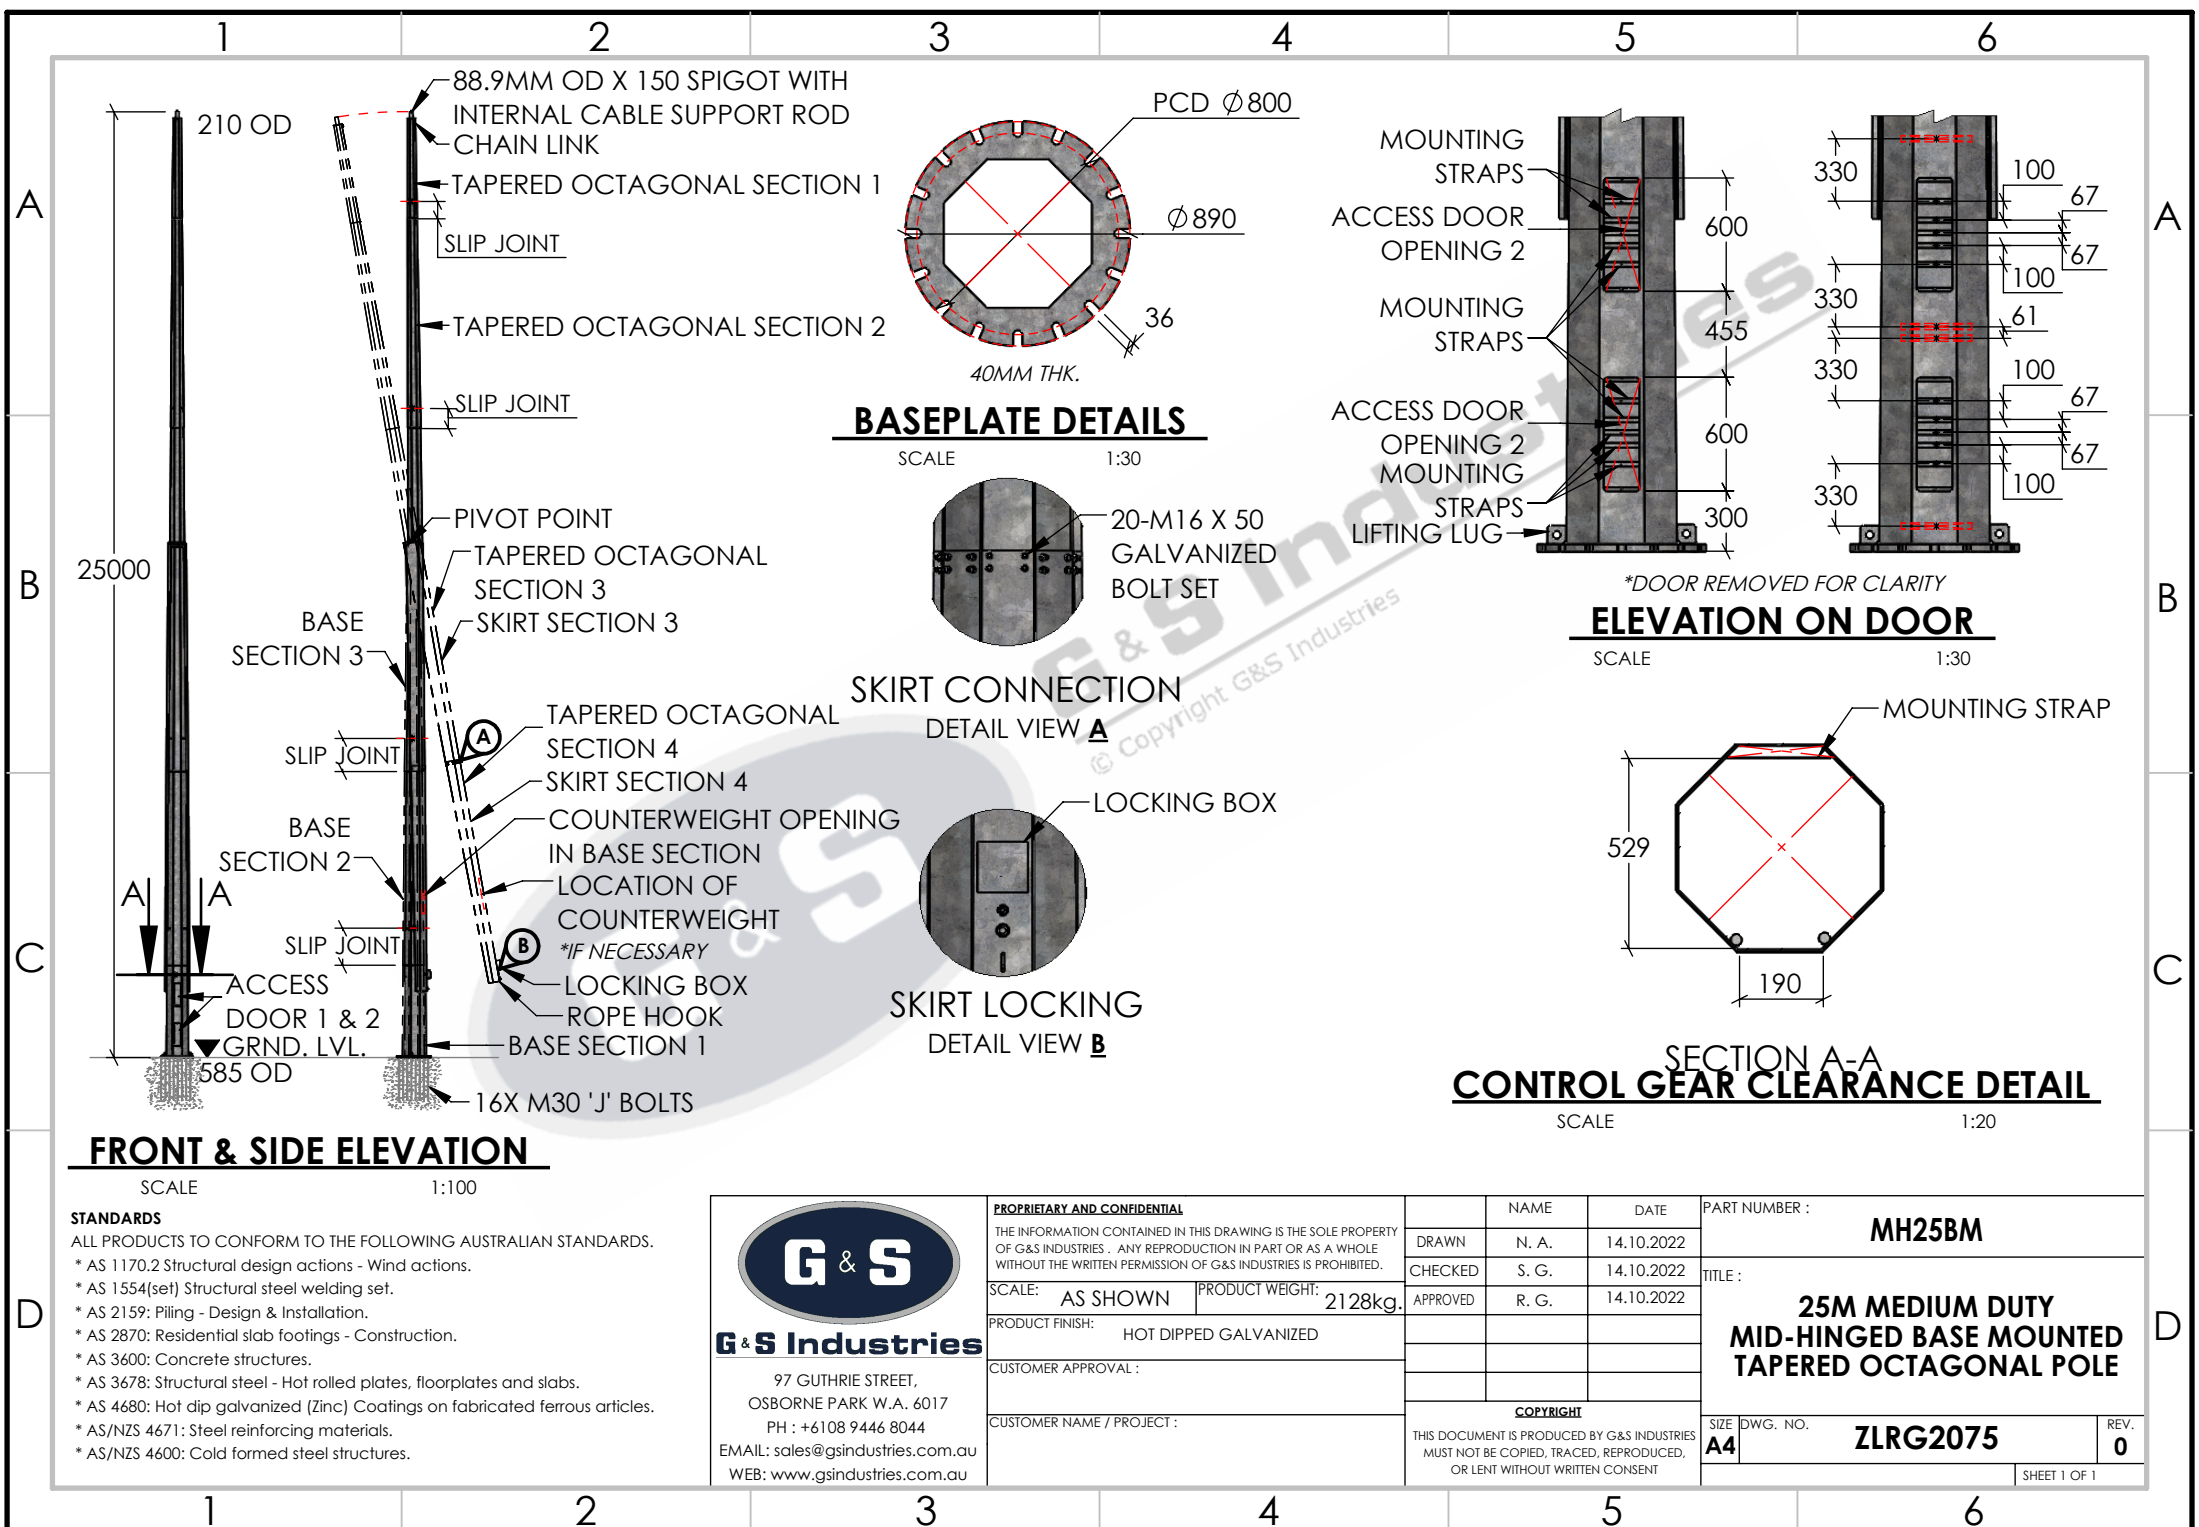 1 2 3 4 5 6
A
B
C
D
A
B
C
D
88.9MM OD X 150 SPIGOT WITH
INTERNAL CABLE SUPPORT ROD
CHAIN LINK
210 OD
TAPERED OCTAGONAL SECTION 1
SLIP JOINT
TAPERED OCTAGONAL SECTION 2
SLIP JOINT
PIVOT POINT
TAPERED OCTAGONAL
SECTION 3
SKIRT SECTION 3
25000
BASE
SECTION 3
TAPERED OCTAGONAL
SECTION 4
A
SLIP JOINT
SKIRT SECTION 4
COUNTERWEIGHT OPENING
IN BASE SECTION
BASE
SECTION 2
LOCATION OF
COUNTERWEIGHT
*IF NECESSARY
A A
SLIP JOINT
B
LOCKING BOX
ROPE HOOK
ACCESS
DOOR 1 & 2
GRND. LVL.
585 OD
BASE SECTION 1
16X M30 'J' BOLTS
FRONT & SIDE ELEVATION
SCALE 1:100
PCD Ø800
Ø890
36
40MM THK.
BASEPLATE DETAILS
SCALE 1:30
20-M16 X 50
GALVANIZED
BOLT SET
SKIRT CONNECTION
DETAIL VIEW A
LOCKING BOX
SKIRT LOCKING
DETAIL VIEW B
MOUNTING
STRAPS
ACCESS DOOR
OPENING 2
MOUNTING
STRAPS
ACCESS DOOR
OPENING 2
MOUNTING
STRAPS
LIFTING LUG
600
455
600
300
330
330
330
330
100
67
67
100
61
100
67
67
100
*DOOR REMOVED FOR CLARITY
ELEVATION ON DOOR
SCALE 1:30
MOUNTING STRAP
529
190
SECTION A-A
CONTROL GEAR CLEARANCE DETAIL
SCALE 1:20
G & S
G & S Industries
© Copyright G&S Industries
STANDARDS
ALL PRODUCTS TO CONFORM TO THE FOLLOWING AUSTRALIAN STANDARDS.
* AS 1170.2 Structural design actions - Wind actions.
* AS 1554(set) Structural steel welding set.
* AS 2159: Piling - Design & Installation.
* AS 2870: Residential slab footings - Construction.
* AS 3600: Concrete structures.
* AS 3678: Structural steel - Hot rolled plates, floorplates and slabs.
* AS 4680: Hot dip galvanized (Zinc) Coatings on fabricated ferrous articles.
* AS/NZS 4671: Steel reinforcing materials.
* AS/NZS 4600: Cold formed steel structures.
G & S
G & S Industries
97 GUTHRIE STREET,
OSBORNE PARK W.A. 6017
PH : +6108 9446 8044
EMAIL: sales@gsindustries.com.au
WEB: www.gsindustries.com.au
PROPRIETARY AND CONFIDENTIAL
THE INFORMATION CONTAINED IN THIS DRAWING IS THE SOLE PROPERTY
OF G&S INDUSTRIES . ANY REPRODUCTION IN PART OR AS A WHOLE
WITHOUT THE WRITTEN PERMISSION OF G&S INDUSTRIES IS PROHIBITED.
SCALE: AS SHOWN PRODUCT WEIGHT: 2128kg.
PRODUCT FINISH: HOT DIPPED GALVANIZED
CUSTOMER APPROVAL :
CUSTOMER NAME / PROJECT :
NAME DATE
DRAWN N. A. 14.10.2022
CHECKED S. G. 14.10.2022
APPROVED R. G. 14.10.2022
COPYRIGHT
THIS DOCUMENT IS PRODUCED BY G&S INDUSTRIES
MUST NOT BE COPIED, TRACED, REPRODUCED,
OR LENT WITHOUT WRITTEN CONSENT
PART NUMBER :
MH25BM
TITLE :
25M MEDIUM DUTY
MID-HINGED BASE MOUNTED
TAPERED OCTAGONAL POLE
SIZE DWG. NO. REV.
A4 ZLRG2075 0
SHEET 1 OF 1
1 2 3 4 5 6